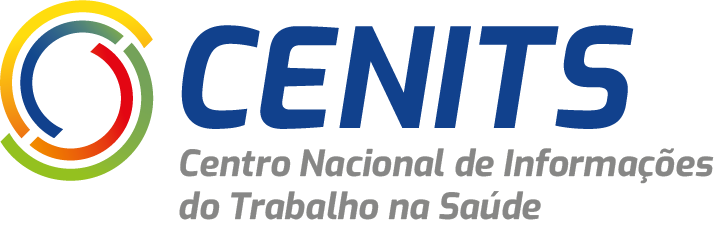 CENITS
Centro Nacional de Informações
do Trabalho na Saúde